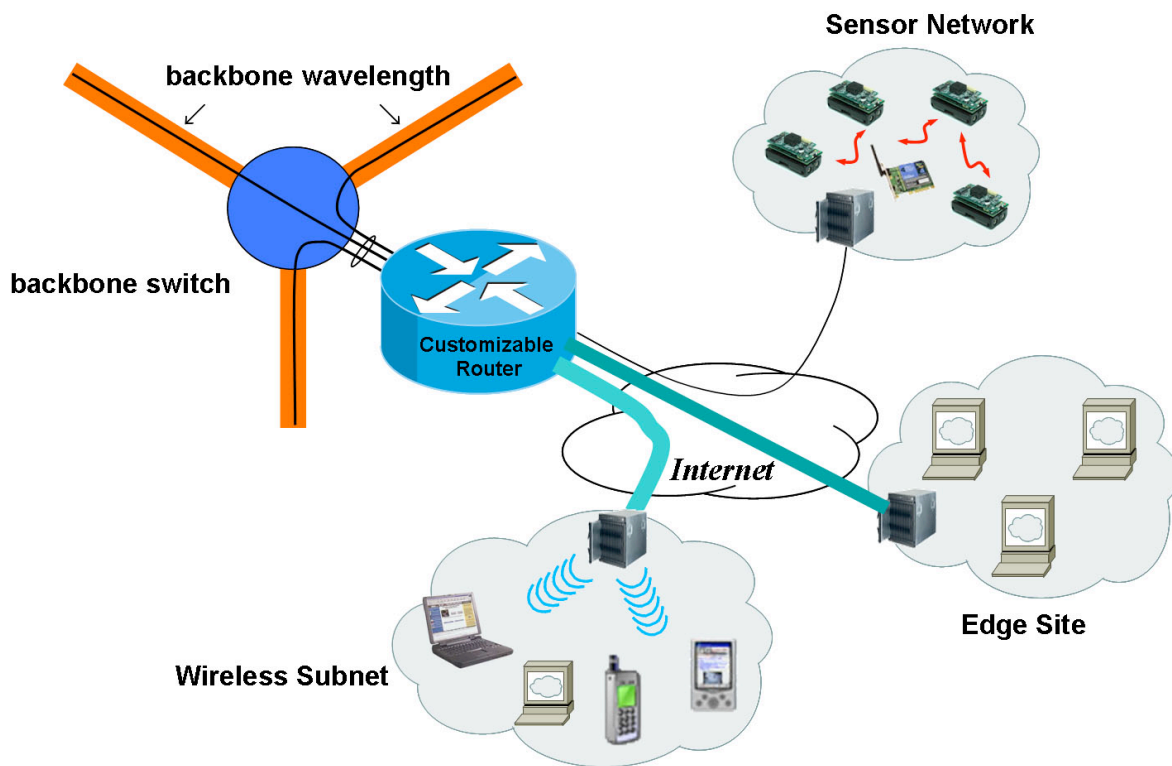 Sensor Network
backbone wavelength
backbone switch
Customizable
Router
Internet
Edge Site
Wireless Subnet